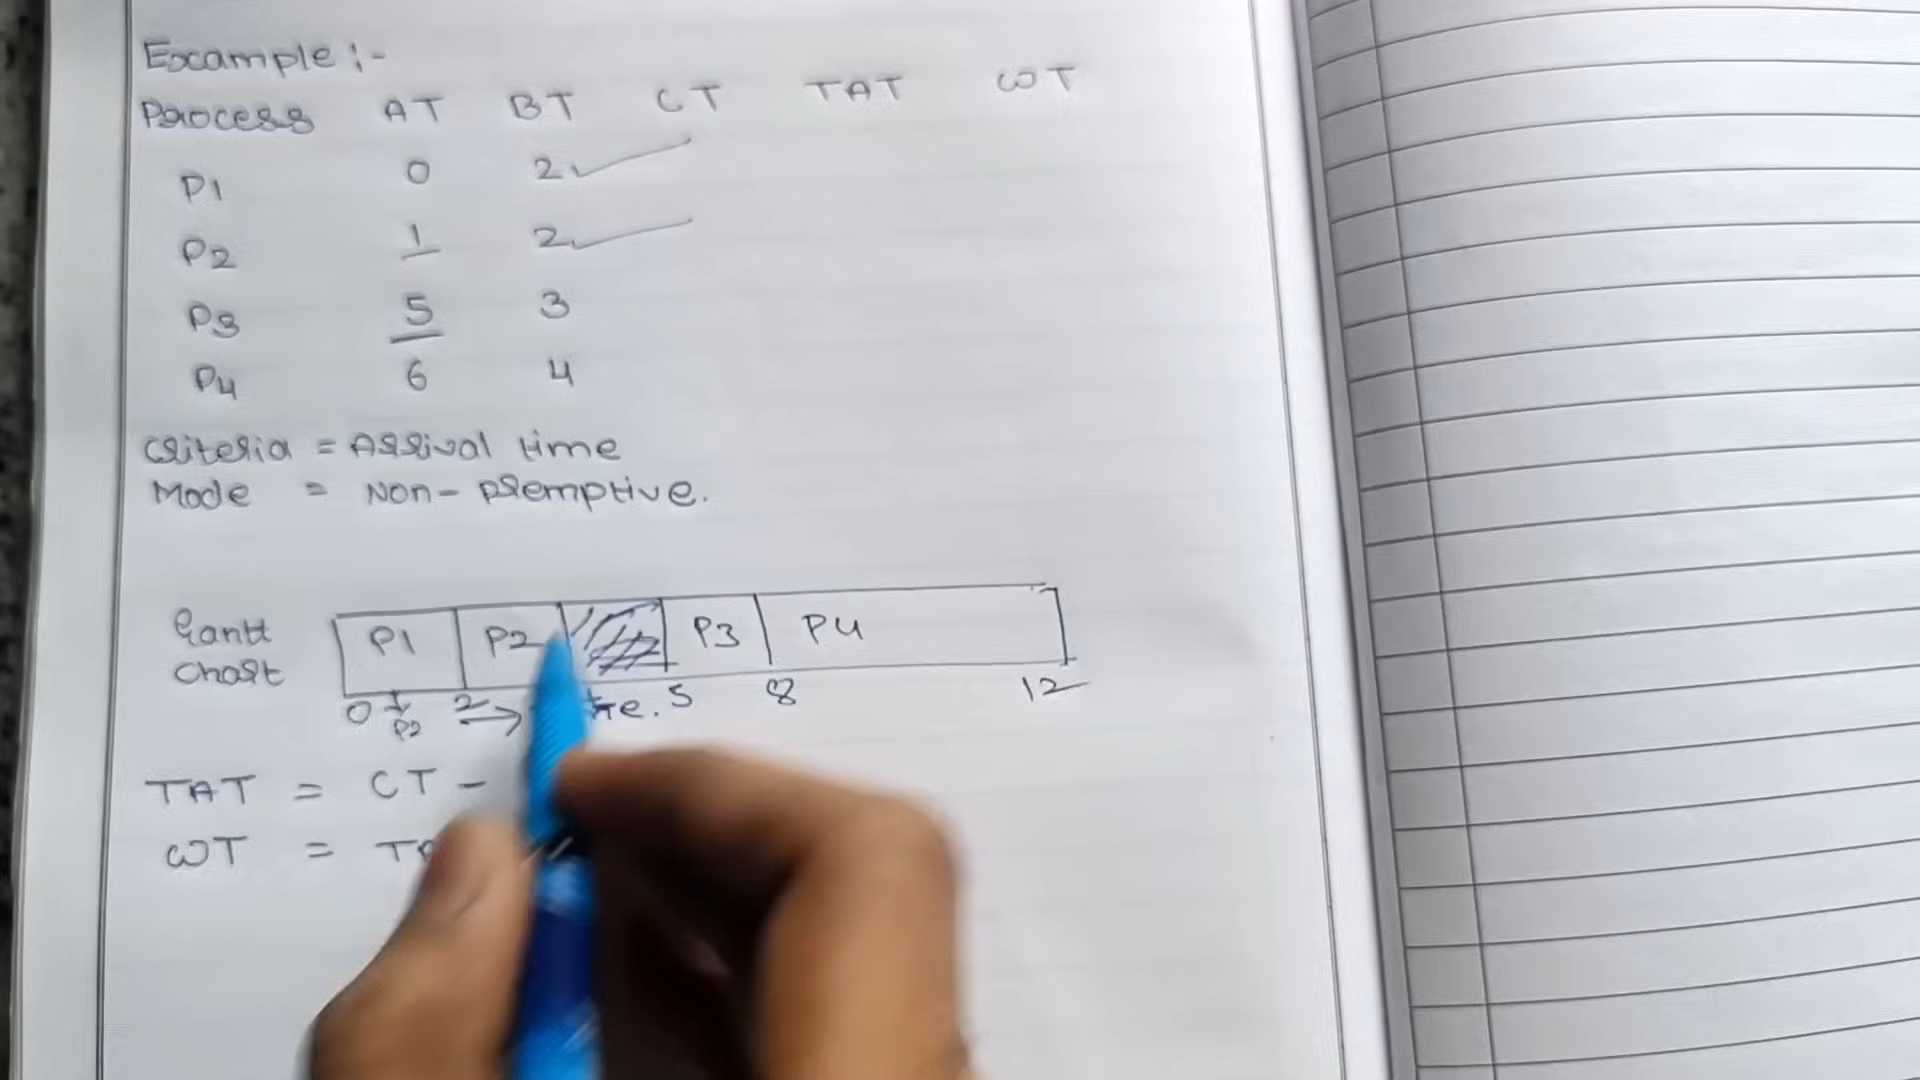 Example :-
Process AT BT CT TAT WT
P1 0 2
P2 1 2
P3 5 3
P4 6 4
Criteria = Arrival time
Mode = Non-premptive.
Gantt Chart
P1 P2 P3 P4
0 2 5 8 12
P2
TAT = CT -
WT =